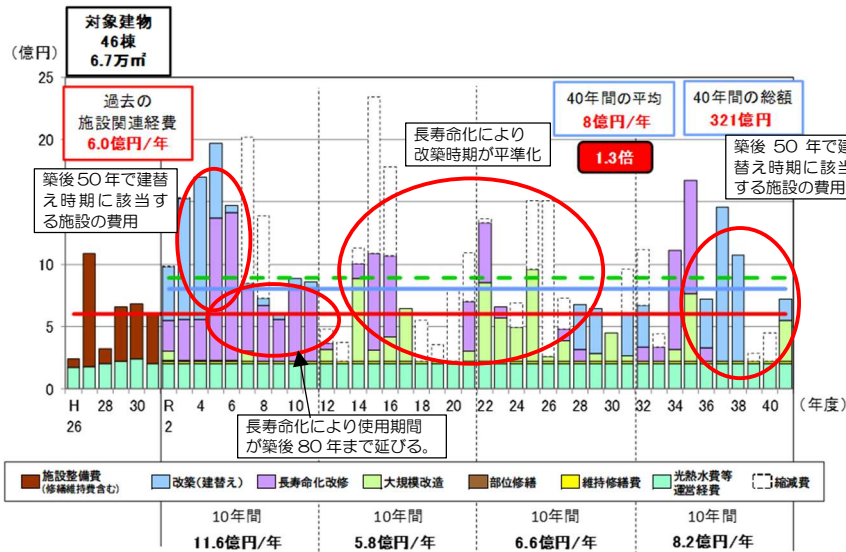 対象建物
46棟
6.7万㎡
（億円）
25
20
15
10
5
0
過去の
施設関連経費
6.0億円/年
築後50年で建替
え時期に該当す
る施設の費用
長寿命化により
改築時期が平準化
40年間の平均
8億円/年
1.3倍
40年間の総額
321億円
築後 50 年で建
替え時期に該当
する施設の費用
長寿命化により使用期間
が築後 80 年まで延びる。
H 28 30 R 4 6 8 10 12 14 16 18 20 22 24 26 28 30 32 34 36 38 40 （年度）
26 2
施設整備費
(修繕維持費含む)
改築(建替え)
長寿命化改修
大規模改造
部位修繕
維持修繕費
光熱水費等
運営経費
縮減費
10年間
11.6億円/年
10年間
5.8億円/年
10年間
6.6億円/年
10年間
8.2億円/年